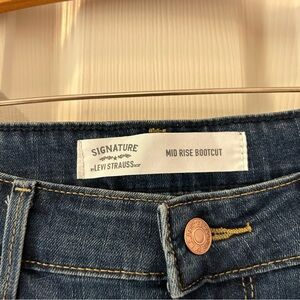 SIGNATURE
BY LEVI STRAUSS & CO.
MID RISE BOOTCUT